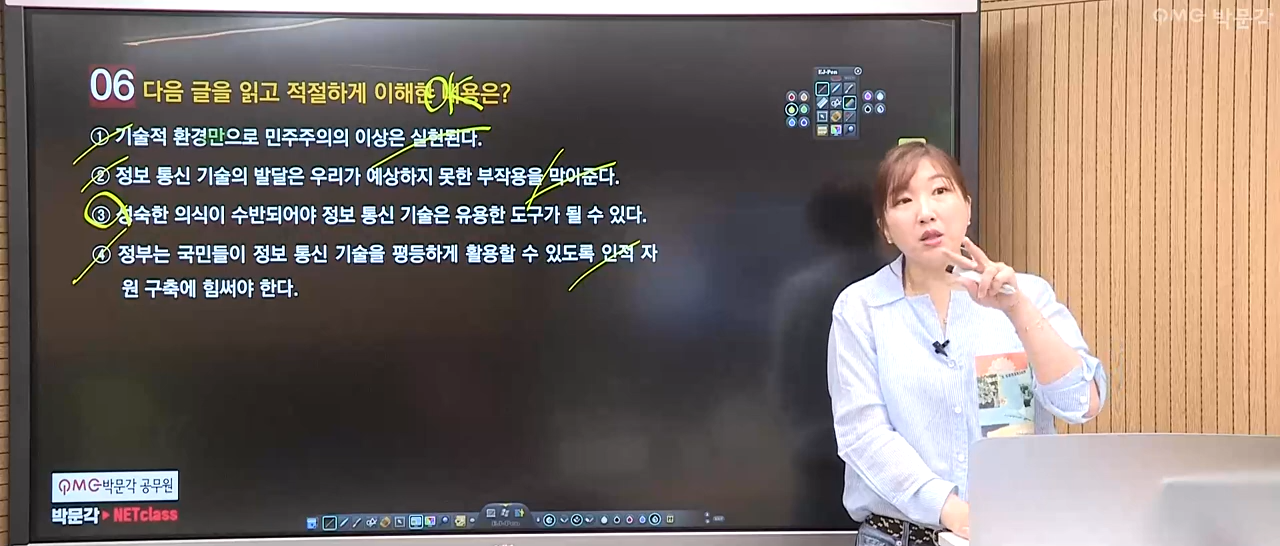 QMG 박문각
06 다음 글을 읽고 적절하게 이해한 내용은?
OK
① 기술적 환경만으로 민주주의의 이상은 실현된다.
② 정보 통신 기술의 발달은 우리가 예상하지 못한 부작용을 막아준다.
③ 성숙한 의식이 수반되어야 정보 통신 기술은 유용한 도구가 될 수 있다.
④ 정부는 국민들이 정보 통신 기술을 평등하게 활용할 수 있도록 인적 자
원 구축에 힘써야 한다.
EJ-Pen
QMG박문각 공무원
박문각 NETclass